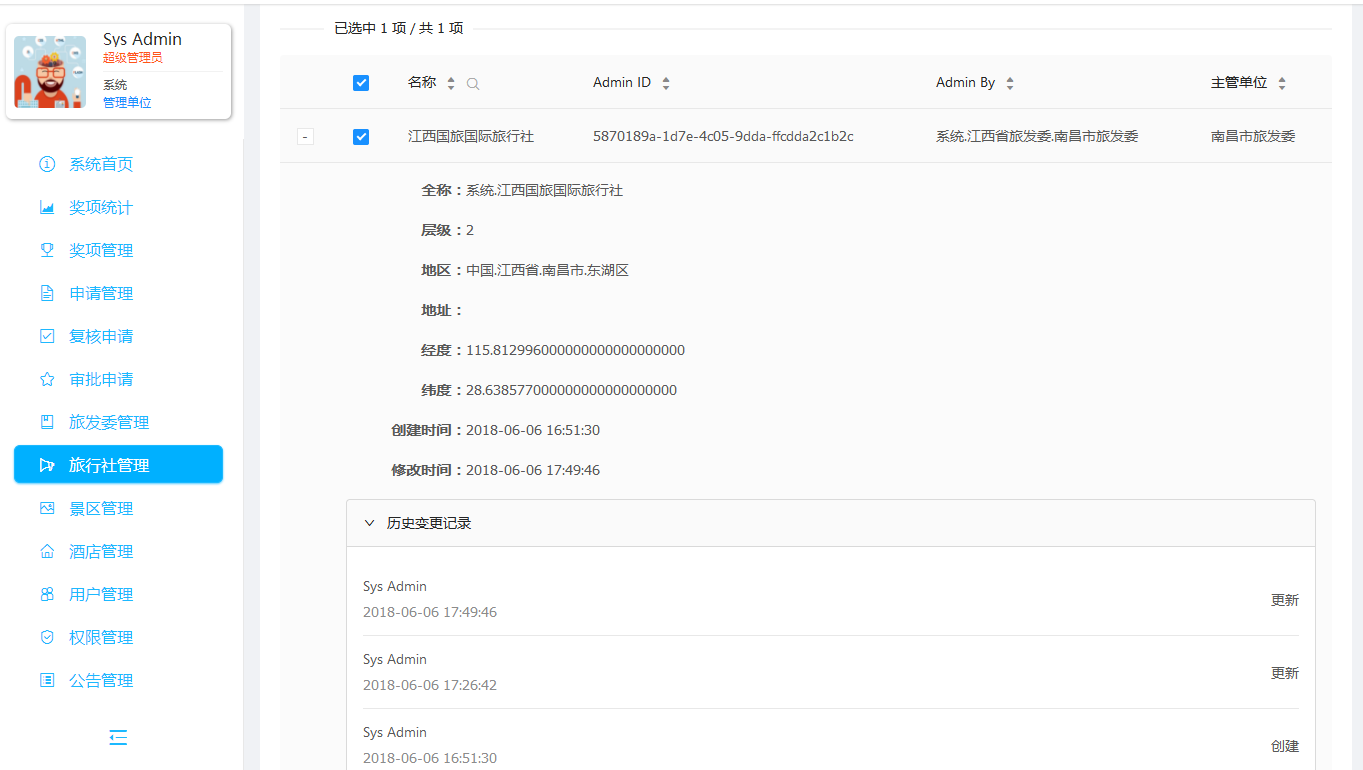 Sys Admin
超级管理员
系统
管理单位
系统首页
奖项统计
奖项管理
申请管理
复核申请
审批申请
旅发委管理
旅行社管理
景区管理
酒店管理
用户管理
权限管理
公告管理
已选中 1 项 / 共 1 项
名称 Admin ID Admin By 主管单位
- 江西国旅国际旅行社 5870189a-1d7e-4c05-9dda-ffcdda2c1b2c 系统.江西省旅发委.南昌市旅发委 南昌市旅发委
全称：系统.江西国旅国际旅行社
层级：2
地区：中国.江西省.南昌市.东湖区
地址：
经度：115.812996000000000000000000
纬度：28.638577000000000000000000
创建时间：2018-06-06 16:51:30
修改时间：2018-06-06 17:49:46
历史变更记录
Sys Admin
2018-06-06 17:49:46
更新
Sys Admin
2018-06-06 17:26:42
更新
Sys Admin
2018-06-06 16:51:30
创建